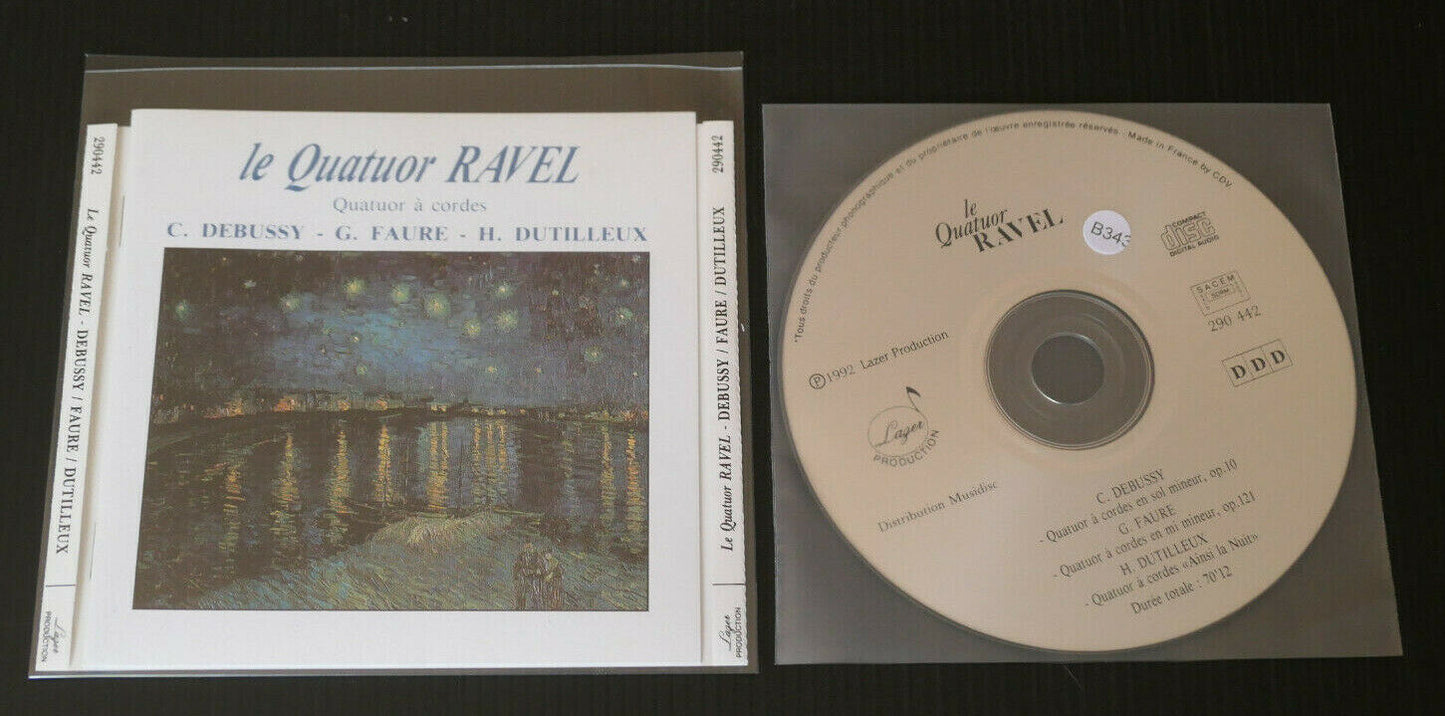 290442
Le Quatuor RAVEL - DEBUSSY / FAURE / DUTILLEUX
Lazer
PRODUCTION
le Quatuor RAVEL
Quatuor à cordes
C. DEBUSSY - G. FAURE - H. DUTILLEUX
290442
Le Quatuor RAVEL - DEBUSSY / FAURE / DUTILLEUX
Lazer
PRODUCTION
"Tous droits du producteur phonographique et du propriétaire de l'œuvre enregistrée réservés - Made in France by CDV
le
Quatuor
RAVEL
B343
COMPACT
disc
DIGITAL AUDIO
SACEM
SDRM
290 442
DDD
℗1992 Lazer Production
Lazer
PRODUCTION
Distribution Musidisc
C. DEBUSSY
- Quatuor à cordes en sol mineur, op.10
G. FAURE
- Quatuor à cordes en mi mineur, op.121
H. DUTILLEUX
- Quatuor à cordes «Ainsi la Nuit»
Durée totale : 70'12